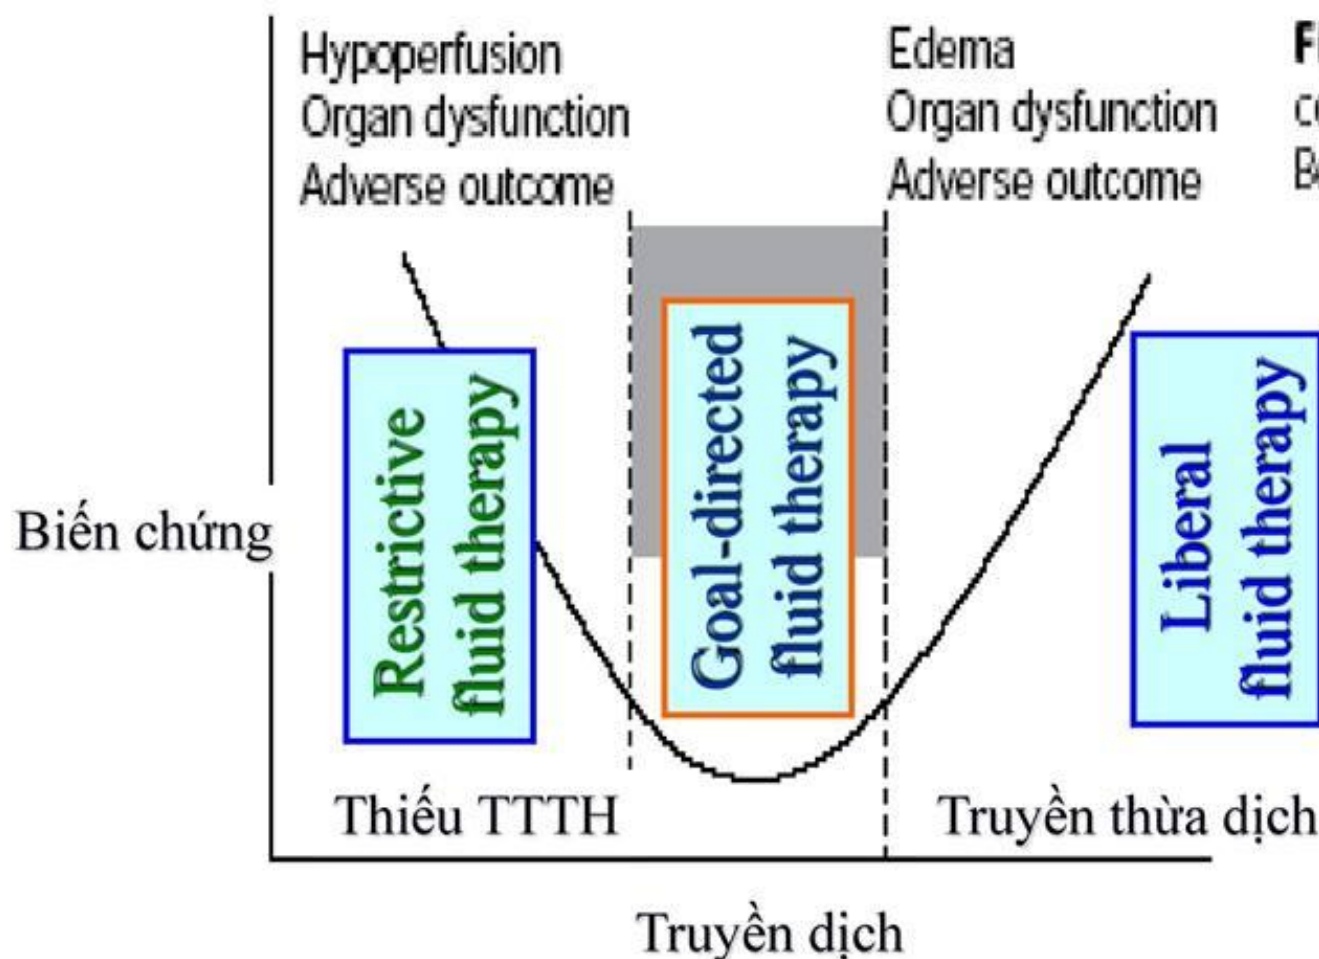 Hypoperfusion
Organ dysfunction
Adverse outcome
Edema
Organ dysfunction
Adverse outcome
Biến chứng
Restrictive
fluid therapy
Goal-directed
fluid therapy
Liberal
fluid therapy
Thiếu TTTH
Truyền thừa dịch
Truyền dịch